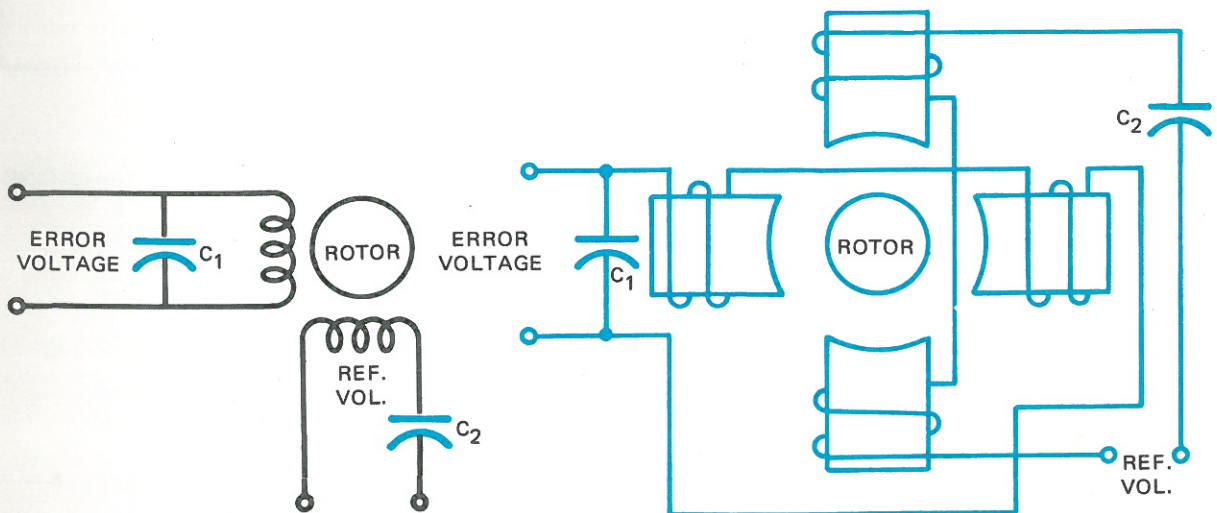 ERROR
VOLTAGE
C1
ROTOR
REF.
VOL.
C2
ERROR
VOLTAGE
C1
ROTOR
C2
REF.
VOL.